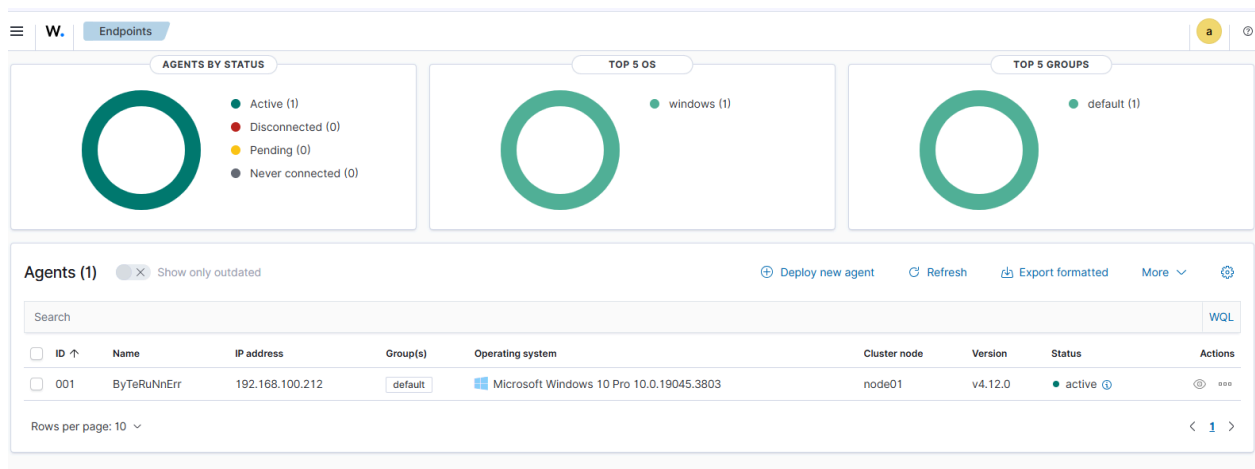 W. Endpoints a
AGENTS BY STATUS
Active (1)
Disconnected (0)
Pending (0)
Never connected (0)
TOP 5 OS
windows (1)
TOP 5 GROUPS
default (1)
Agents (1) Show only outdated Deploy new agent Refresh Export formatted More
Search WQL
ID Name IP address Group(s) Operating system Cluster node Version Status Actions
001 ByTeRuNnErr 192.168.100.212 default Microsoft Windows 10 Pro 10.0.19045.3803 node01 v4.12.0 active
Rows per page: 10 1